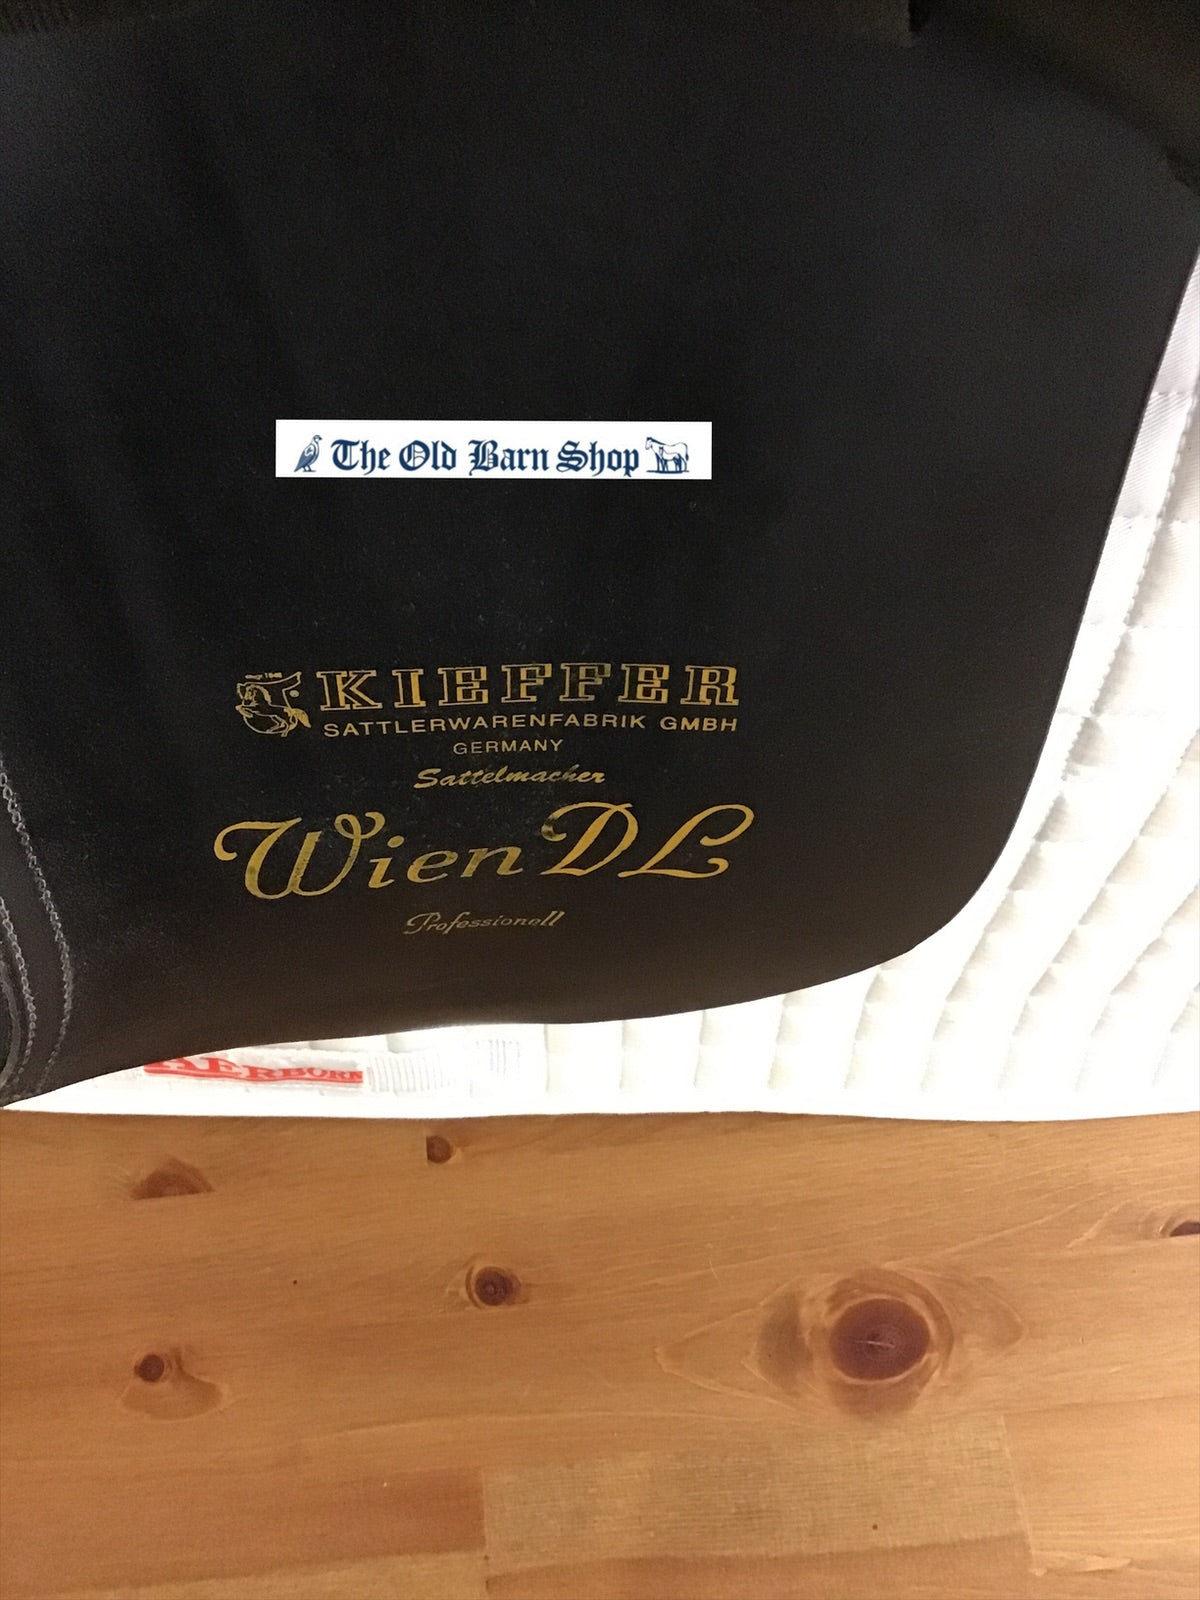 The Old Barn Shop
KIEFFER
SATTLERWARENFABRIK GMBH
GERMANY
Sattelmacher
Wien DL
Professionell